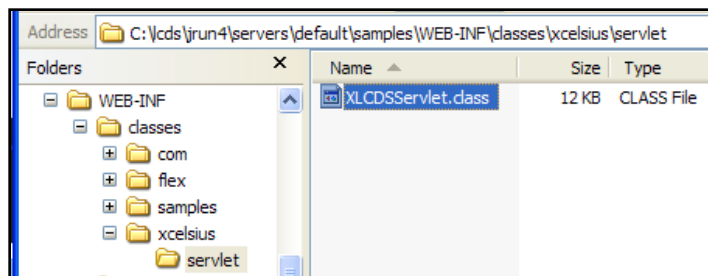 Address C:\lcds\jrun4\servers\default\samples\WEB-INF\classes\xcelsius\servlet
Folders × Name Size Type
WEB-INF XLCDSServlet.class 12 KB CLASS File
classes
com
flex
samples
xcelsius
servlet